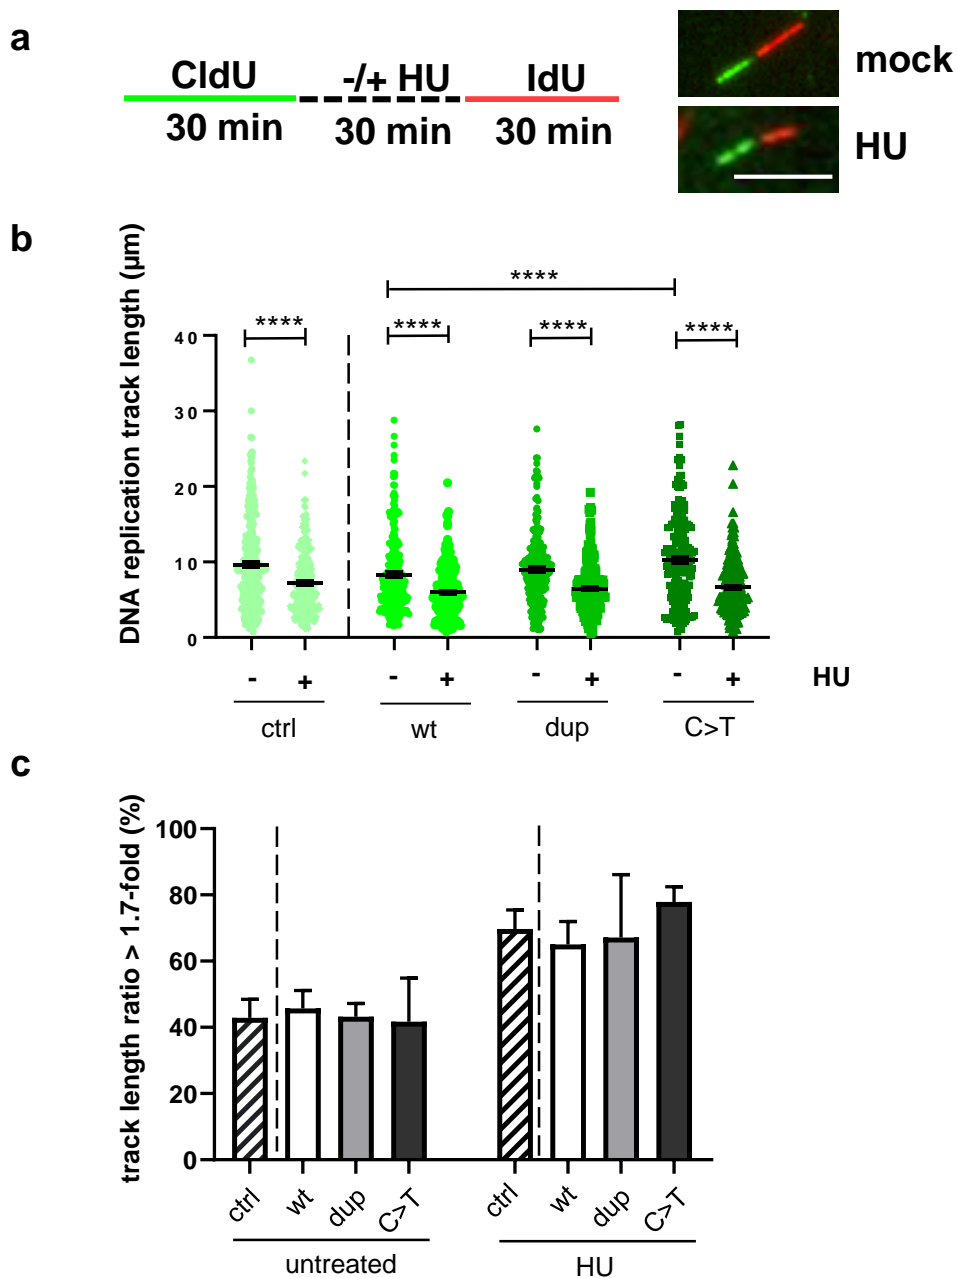 a
CldU -/+ HU IdU
30 min 30 min 30 min
mock
HU
b
DNA replication track length (µm)
****
**** **** **** ****
40
30
20
10
0
- + - + - + - + HU
ctrl wt dup C>T
c
track length ratio > 1.7-fold (%)
100
80
60
40
20
0
ctrl wt dup C>T ctrl wt dup C>T
untreated HU